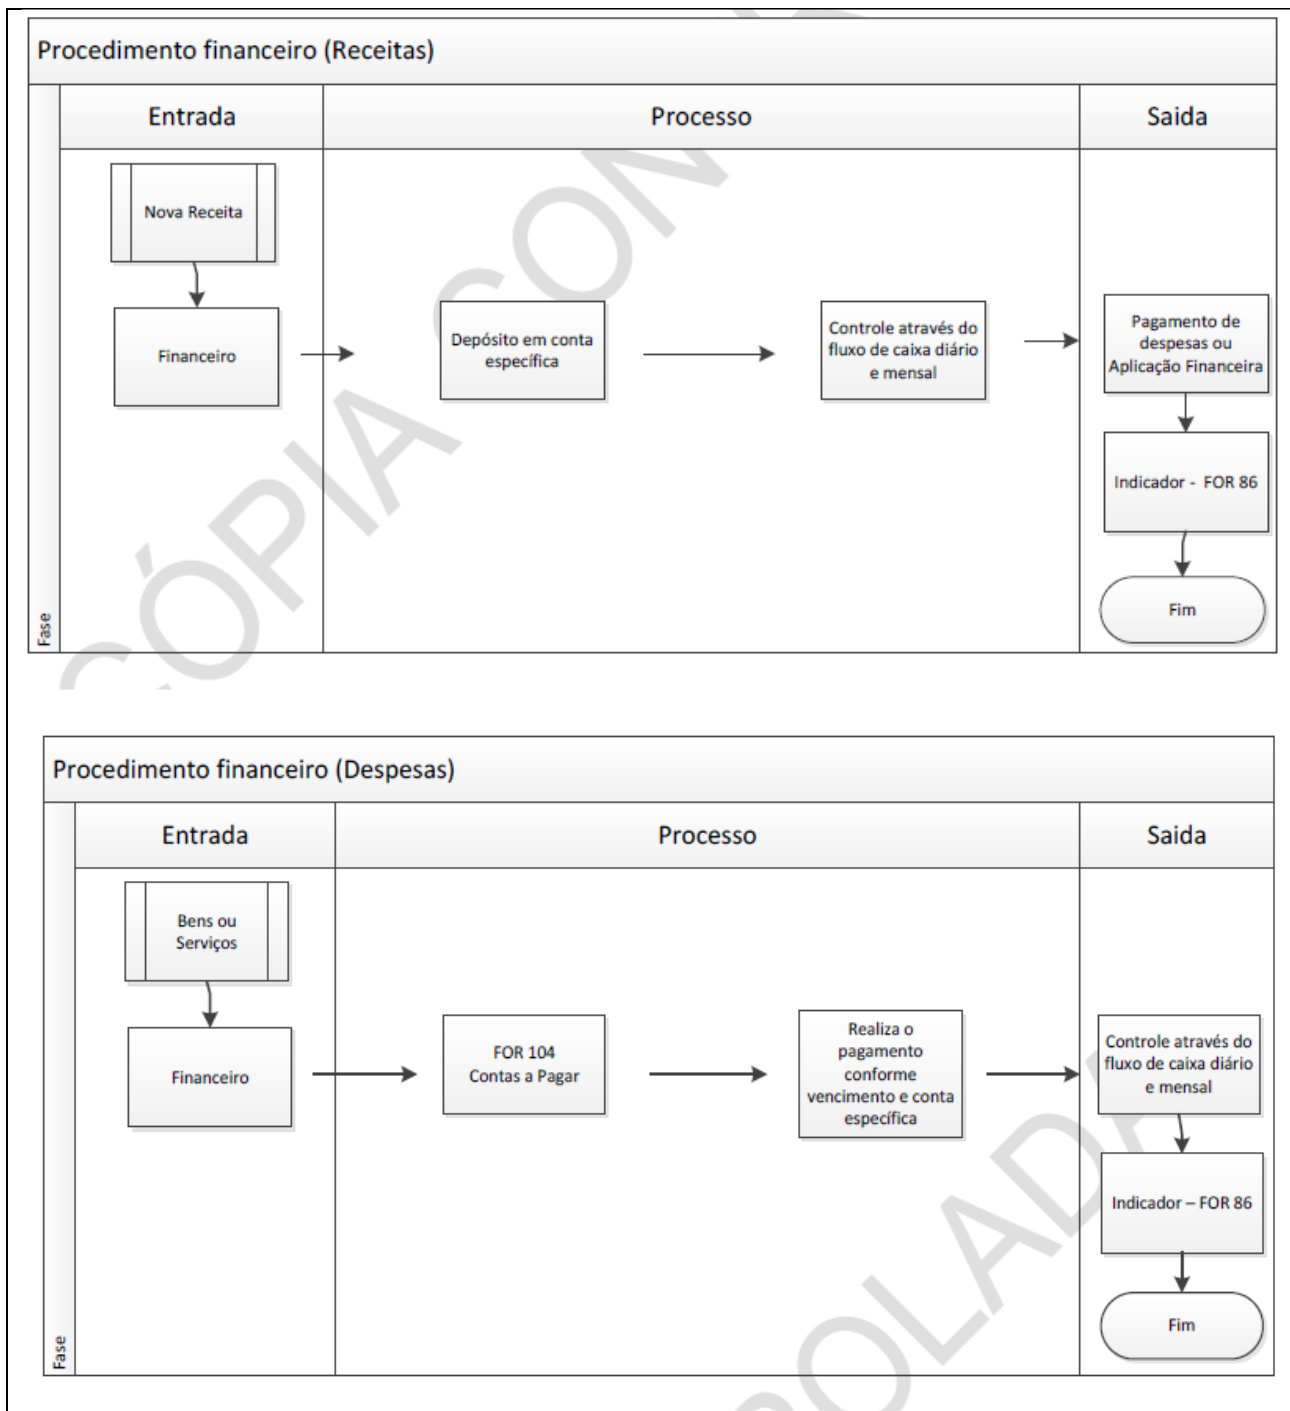 Procedimento financeiro (Receitas)
Entrada
Processo
Saida
Fase
Nova Receita
Financeiro
Depósito em conta
específica
Controle através do
fluxo de caixa diário
e mensal
Pagamento de
despesas ou
Aplicação Financeira
Indicador - FOR 86
Fim
CÓPIA CON
Procedimento financeiro (Despesas)
Entrada
Processo
Saida
Fase
Bens ou
Serviços
Financeiro
FOR 104
Contas a Pagar
Realiza o
pagamento
conforme
vencimento e conta
específica
Controle através do
fluxo de caixa diário
e mensal
Indicador – FOR 86
Fim
OLADA